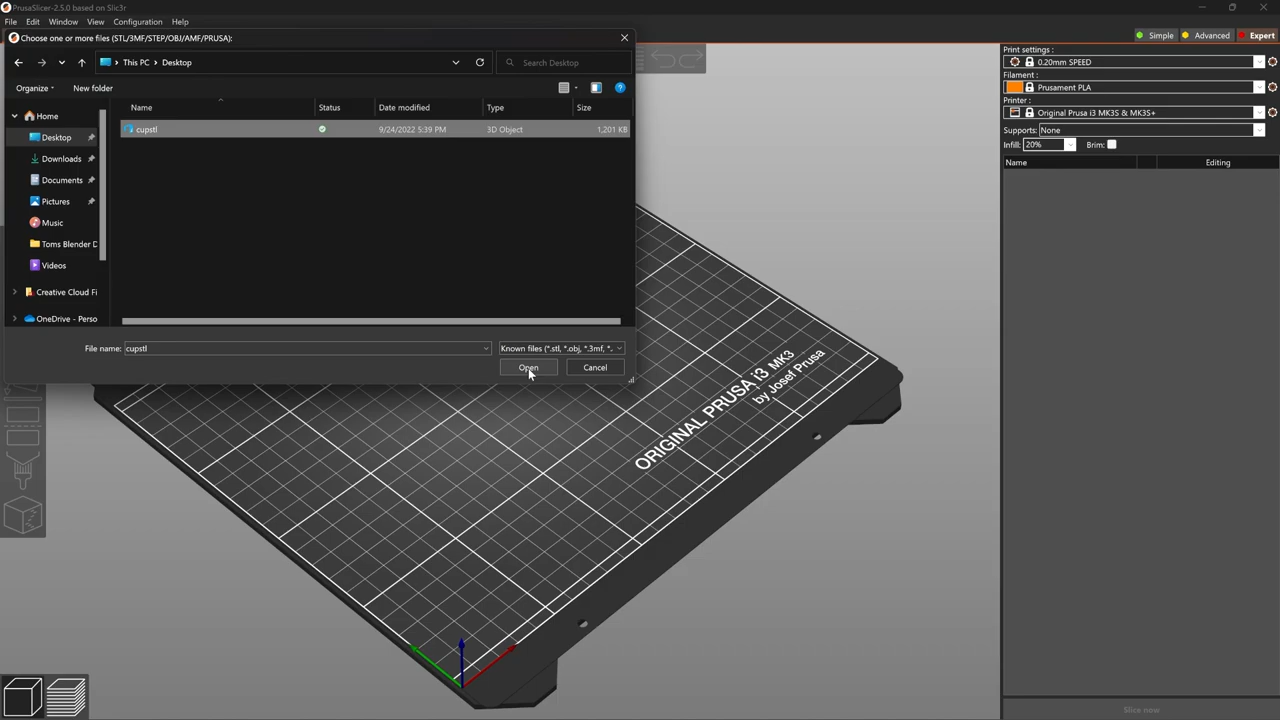 PrusaSlicer-2.5.0 based on Slic3r
File Edit Window View Configuration Help
Simple Advanced Expert
Choose one or more files (STL/3MF/STEP/OBJ/AMF/PRUSA):
This PC Desktop
Search Desktop
Organize New folder
Name Status Date modified Type Size
cupstl 9/24/2022 5:39 PM 3D Object 1,201 KB
Home
Desktop
Downloads
Documents
Pictures
Music
Toms Blender D
Videos
Creative Cloud Fi
OneDrive - Perso
File name: cupstl Known files (*.stl, *.obj, *.3mf, *.
Open Cancel
Print settings :
0.20mm SPEED
Filament :
Prusament PLA
Printer :
Original Prusa i3 MK3S & MK3S+
Supports: None
Infill: 20% Brim:
Name Editing
ORIGINAL PRUSA i3 MK3
by Josef Prusa
Slice now